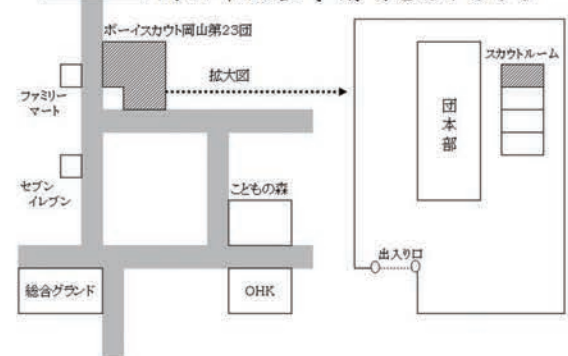 ボーイスカウト岡山第23団
スカウトルーム
拡大図
ファミリー
マート
団
本
部
セブン
イレブン
こどもの森
出入り口
総合グランド
OHK